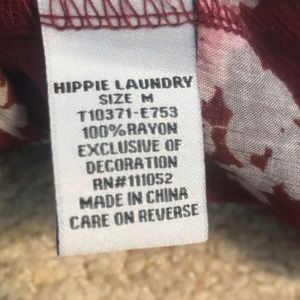 HIPPIE LAUNDRY
SIZE M
T10371-E753
100%RAYON
EXCLUSIVE OF
DECORATION
RN#111052
MADE IN CHINA
CARE ON REVERSE